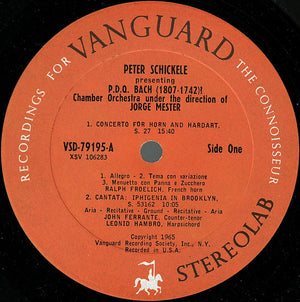 RECORDINGS FOR VANGUARD THE CONNOISSEUR
PETER SCHICKELE
presenting
P.D.Q. BACH (1807-1742)!
Chamber Orchestra under the direction of
JORGE MESTER
1. CONCERTO FOR HORN AND HARDART,
S. 27 15:40
VSD-79195-A
Side One
XSV 106283
1. Allegro - 2. Tema con variazione
3. Menuetto con Panna e Zucchero
RALPH FROELICH, French horn
2. CANTATA: IPHIGENIA IN BROOKLYN,
S. 53162 10:05
Aria - Recitative - Ground - Recitative - Aria
JOHN FERRANTE, Counter-tenor
LEONID HAMBRO, Harpsichord
Copyright 1965
Vanguard Recording Society, Inc., N.Y.
Recorded in U.S.A.
STEREOLAB